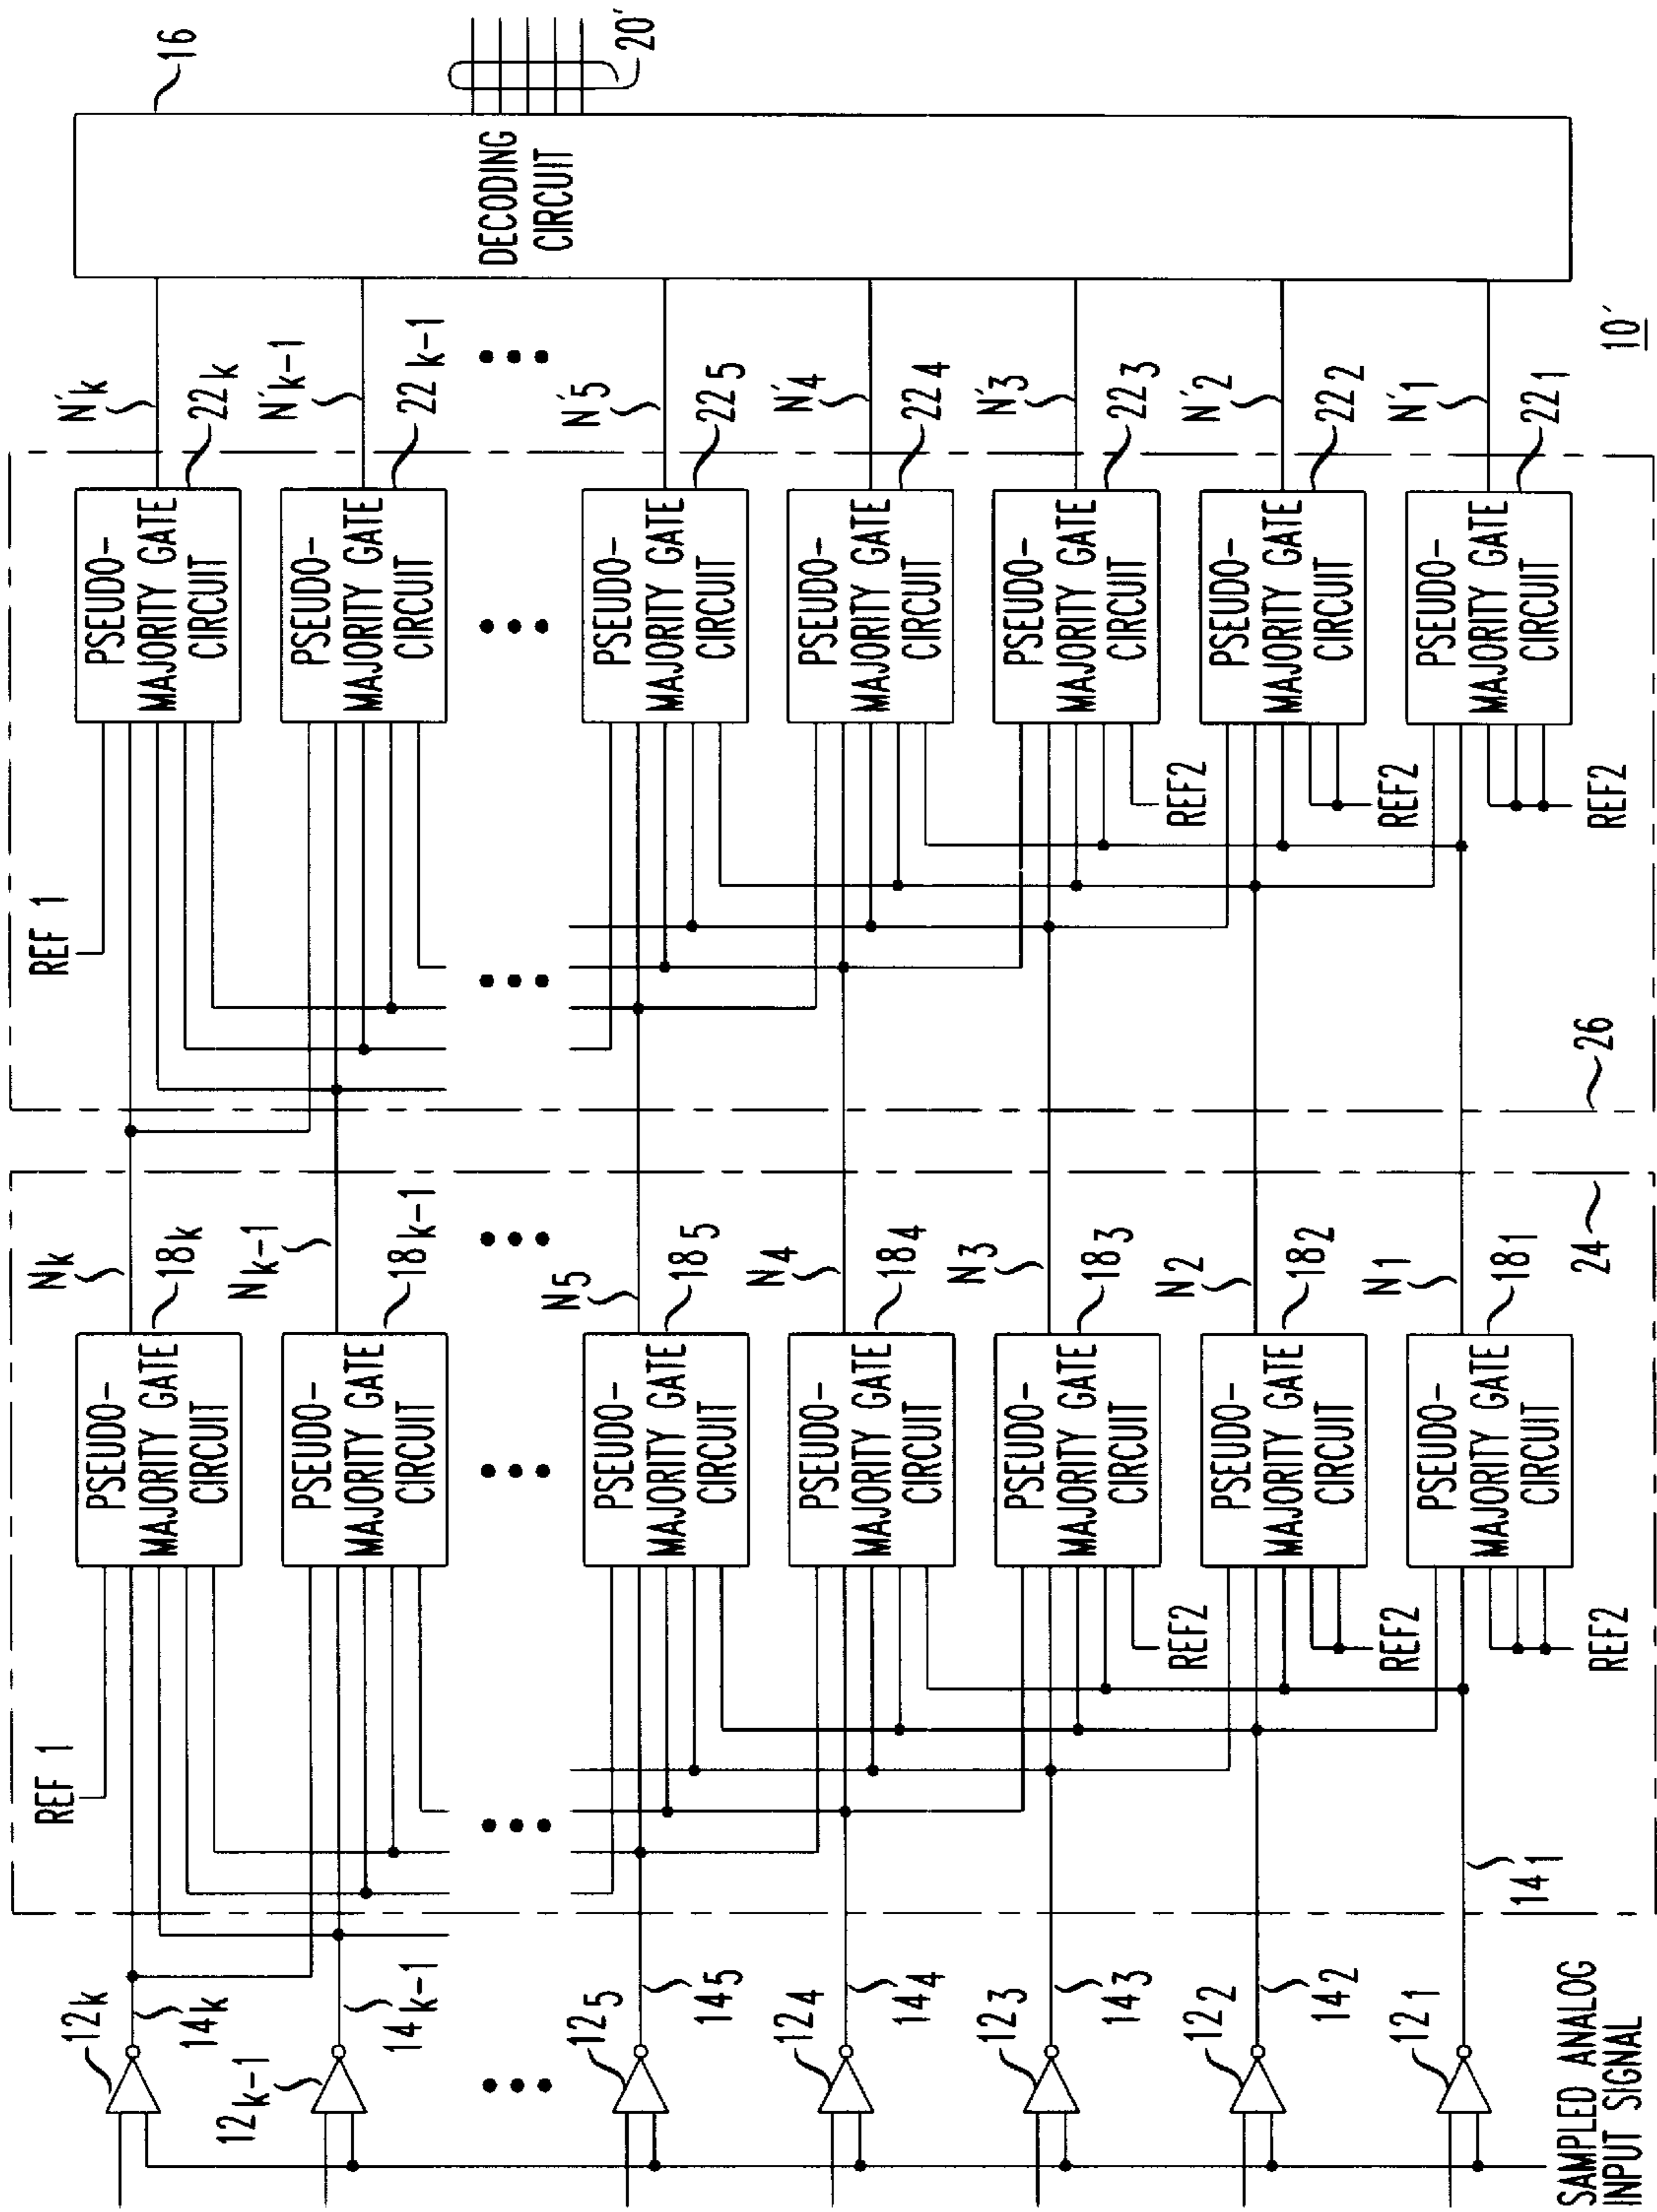 16
DECODING
CIRCUIT
20'
10'
N'k
22k
N'k-1
22k-1
N'5
225
N'4
224
N'3
223
N'2
222
N'1
221
PSEUDO-
MAJORITY GATE
CIRCUIT
PSEUDO-
MAJORITY GATE
CIRCUIT
PSEUDO-
MAJORITY GATE
CIRCUIT
PSEUDO-
MAJORITY GATE
CIRCUIT
PSEUDO-
MAJORITY GATE
CIRCUIT
PSEUDO-
MAJORITY GATE
CIRCUIT
PSEUDO-
MAJORITY GATE
CIRCUIT
REF 1
REF2
REF2
REF2
26
Nk
18k
Nk-1
18k-1
N5
185
N4
184
N3
183
N2
182
N1
181
24
PSEUDO-
MAJORITY GATE
CIRCUIT
PSEUDO-
MAJORITY GATE
CIRCUIT
PSEUDO-
MAJORITY GATE
CIRCUIT
PSEUDO-
MAJORITY GATE
CIRCUIT
PSEUDO-
MAJORITY GATE
CIRCUIT
PSEUDO-
MAJORITY GATE
CIRCUIT
PSEUDO-
MAJORITY GATE
CIRCUIT
REF 1
REF2
REF2
REF2
12k
14k
12k-1
14k-1
125
145
124
144
123
143
122
142
121
141
SAMPLED ANALOG
INPUT SIGNAL